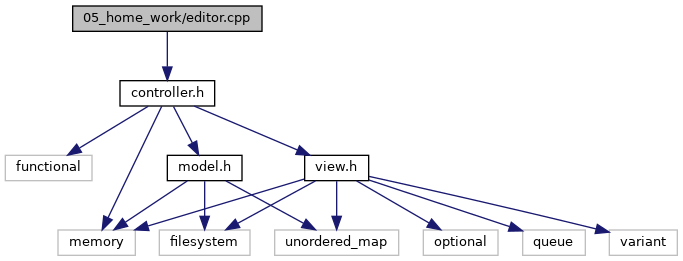 05_home_work/editor.cpp
controller.h
functional
model.h
view.h
memory
filesystem
unordered_map
optional
queue
variant